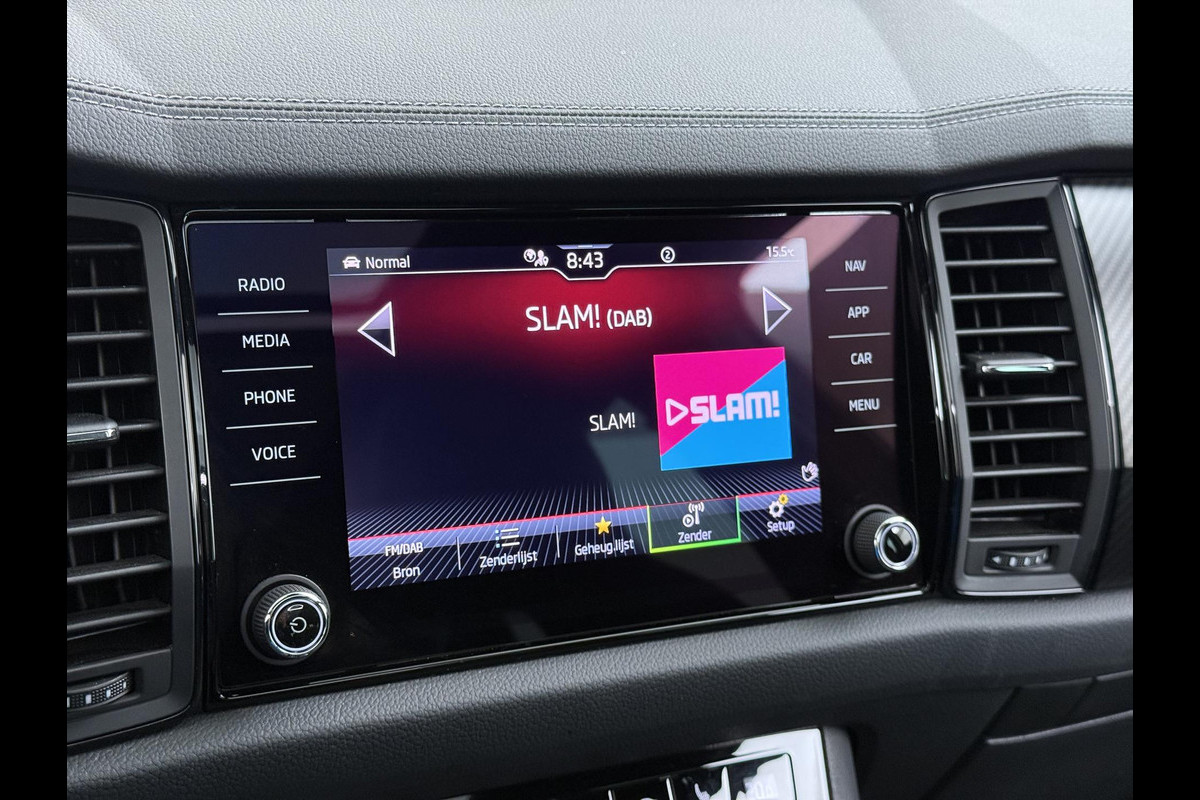 RADIO
MEDIA
PHONE
VOICE
Normal
8:43
2
15.5°C
SLAM! (DAB)
SLAM!
SLAM!
FM/DAB
Bron
Zenderlijst
Geheug.lijst
Zender
Setup
NAV
APP
CAR
MENU